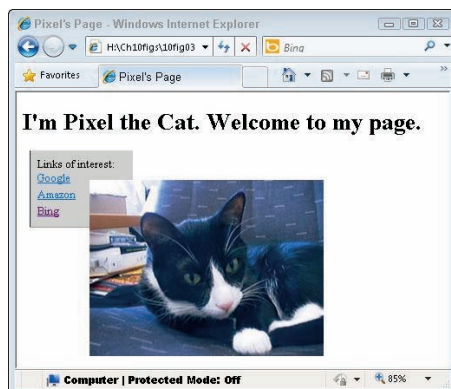 Pixel's Page - Windows Internet Explorer
H:\Ch10figs\10fig03
Bing
Favorites
Pixel's Page
»
I'm Pixel the Cat. Welcome to my page.
Links of interest:
Google
Amazon
Bing
Computer | Protected Mode: Off
85%